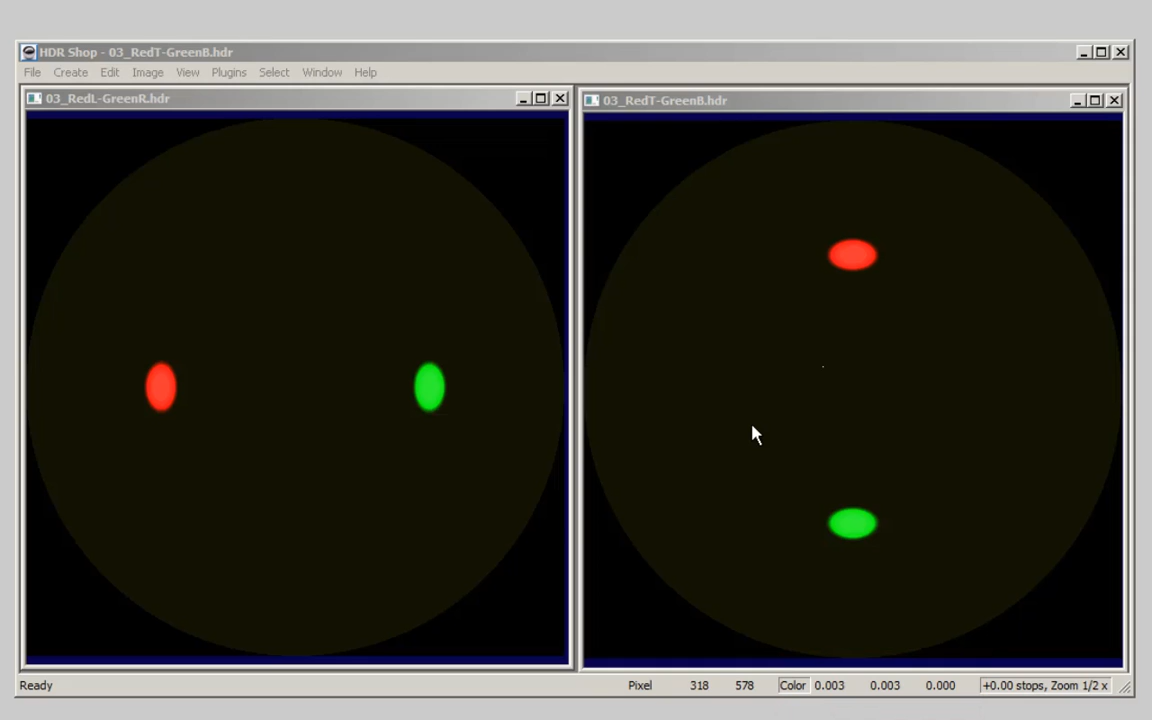 HDR Shop - 03_RedT-GreenB.hdr
File Create Edit Image View Plugins Select Window Help
03_RedL-GreenR.hdr
03_RedT-GreenB.hdr
Ready Pixel 318 578 Color 0.003 0.003 0.000 +0.00 stops, Zoom 1/2 x